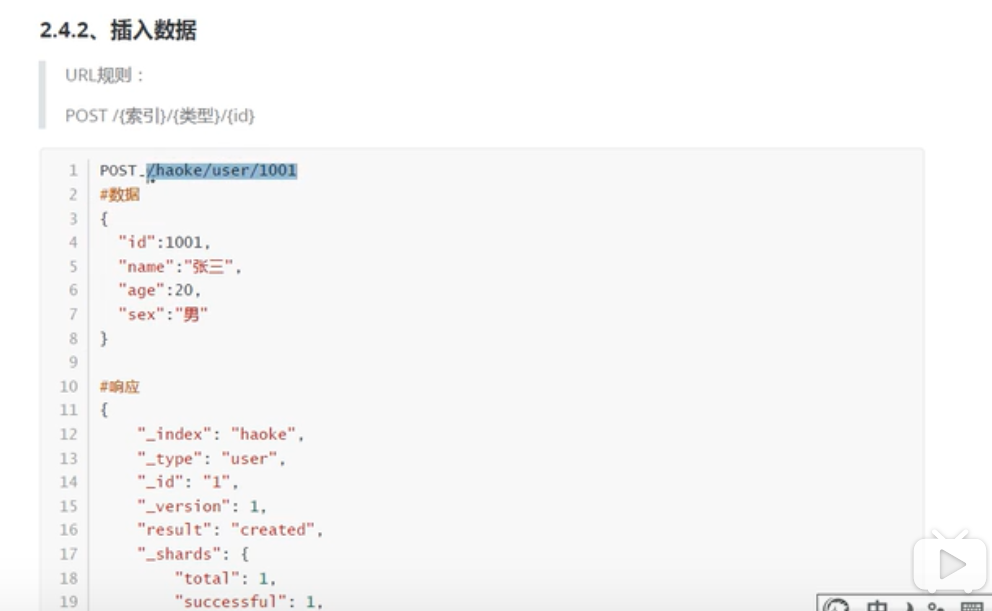 2.4.2、插入数据
URL规则：
POST /{索引}/{类型}/{id}
1 POST /haoke/user/1001
2 #数据
3 {
4 "id":1001,
5 "name":"张三",
6 "age":20,
7 "sex":"男"
8 }
9
10 #响应
11 {
12 "_index": "haoke",
13 "_type": "user",
14 "_id": "1",
15 "_version": 1,
16 "result": "created",
17 "_shards": {
18 "total": 1,
19 "successful": 1,
中